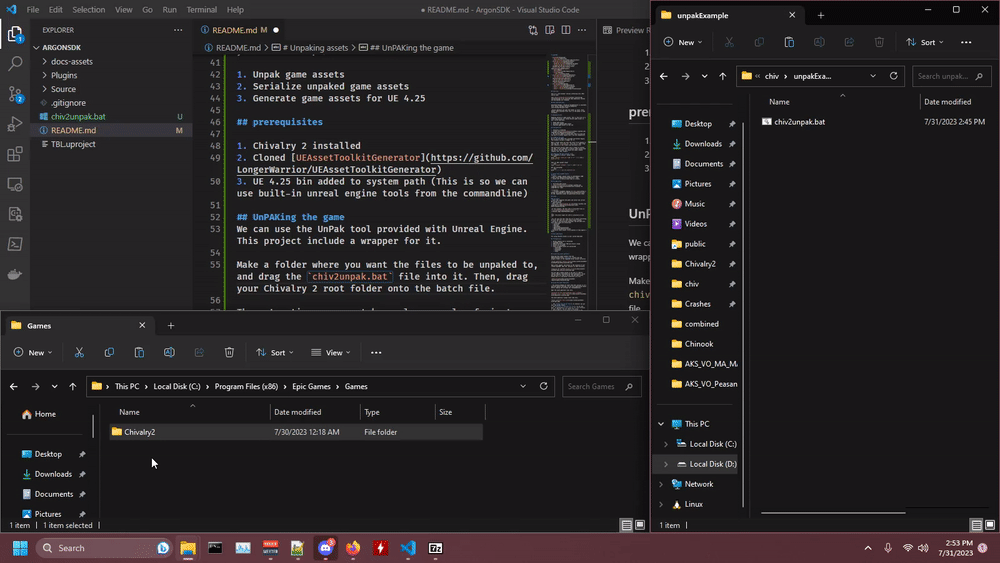 File Edit Selection View Go Run Terminal Help
README.md - ArgonSDK - Visual Studio Code
EXPLORER
ARGONSDK
docs-assets
Plugins
Source
.gitignore
chiv2unpak.bat U
README.md M
TBL.uproject
1
2
README.md M
Preview R
README.md > # Unpaking assets > ## UnPAKing the game
41
42 1. Unpak game assets
43 2. Serialize unpaked game assets
44 3. Generate game assets for UE 4.25
45
46 ## prerequisites
47
48 1. Chivalry 2 installed
49 2. Cloned [UEAssetToolkitGenerator](https://github.com/
LongerWarrior/UEAssetToolkitGenerator)
50 3. UE 4.25 bin added to system path (This is so we can
use built-in unreal engine tools from the commandline)
51
52 ## UnPAKing the game
53 We can use the UnPak tool provided with Unreal Engine.
This project include a wrapper for it.
54
55 Make a folder where you want the files to be unpaked to,
and drag the `chiv2unpak.bat` file into it. Then, drag
your Chivalry 2 root folder onto the batch file.
56
pre
UnP
We ca
wrapp
Make
chiv
file
unpakExample
New
Sort
chiv
unpakExa...
Search unpak...
Name
Date modified
chiv2unpak.bat
7/31/2023 2:45 PM
Desktop
Downloads
Documents
Pictures
Music
Videos
public
Chivalry2
chiv
Crashes
combined
Chinook
AKS_VO_MA_M
AKS_VO_Peasan
This PC
Local Disk (C:)
Local Disk (D:)
Network
Linux
1 item
Games
New
Sort
View
This PC > Local Disk (C:) > Program Files (x86) > Epic Games > Games
Search Games
Home
Desktop
Downloads
Documents
Pictures
Name Date modified Type Size
Chivalry2 7/30/2023 12:18 AM File folder
1 item 1 item selected
Search
3
2:53 PM
7/31/2023
1